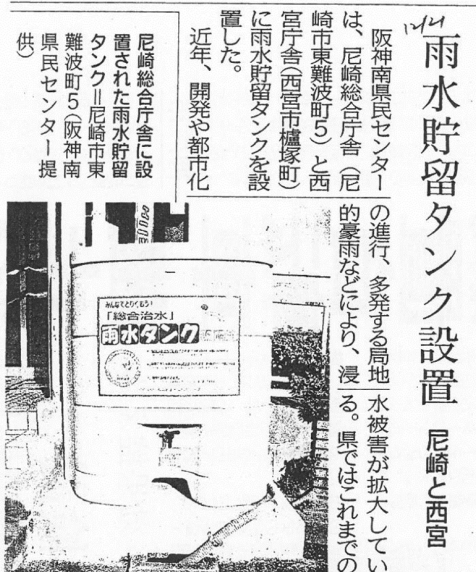 雨水貯留タンク設置
尼崎と西宮
阪神南県民センター
は、尼崎総合庁舎(尼
崎市東難波町5)と西
宮庁舎(西宮市櫨塚町)
に雨水貯留タンクを設
置した。
近年、開発や都市化
の進行、多発する局地
的豪雨などにより、浸
水被害が拡大してい
る。県ではこれまでの
尼崎総合庁舎に設
置された雨水貯留
タンク=尼崎市東
難波町5(阪神南
県民センター提
供)
みんなでとりくもう!
「総合治水」
雨水タンク